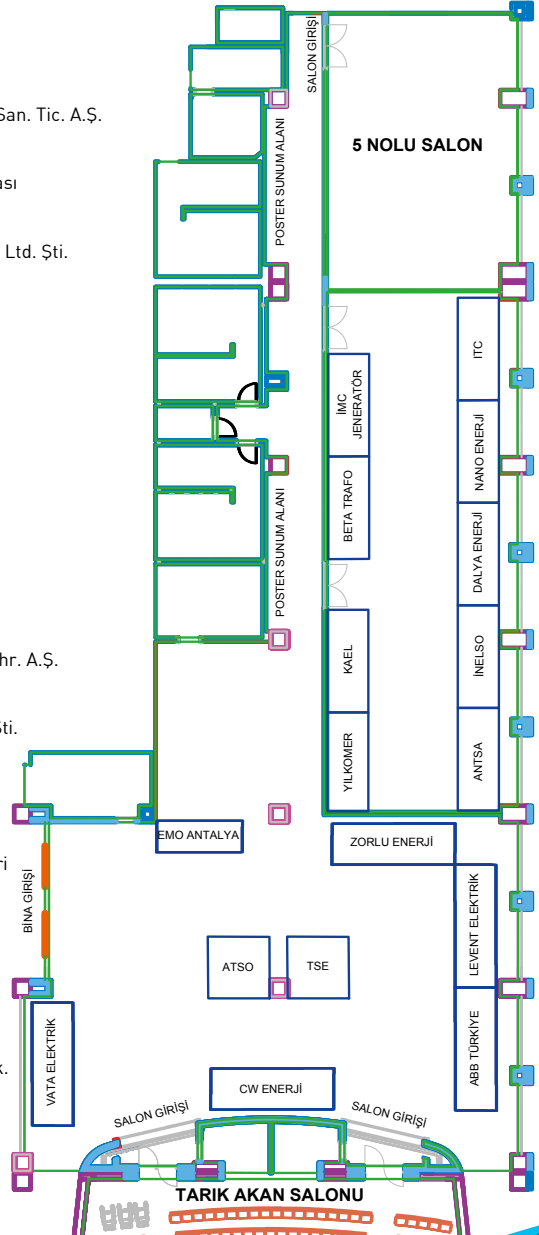 San. Tic. A.Ş.
ası
Ltd. Şti.
hr. A.Ş.
Şti.
ri
k.
SALON GİRİŞİ
5 NOLU SALON
POSTER SUNUM ALANI
ITC
İMC
JENERATÖR
NANO ENERJİ
BETA TRAFO
DALYA ENERJİ
POSTER SUNUM ALANI
KAEL
İNELSO
YILKOMER
ANTSA
EMO ANTALYA
ZORLU ENERJİ
BİNA GİRİŞİ
LEVENT ELEKTRİK
ATSO
TSE
VATA ELEKTRİK
ABB TÜRKİYE
CW ENERJİ
SALON GİRİŞİ
SALON GİRİŞİ
TARIK AKAN SALONU